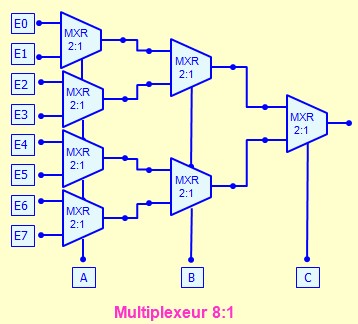 E0
MXR
2:1
E1
MXR
2:1
E2
MXR
2:1
E3
MXR
2:1
E4
MXR
2:1
E5
E6
MXR
2:1
MXR
2:1
E7
A
B
C
Multiplexeur 8:1